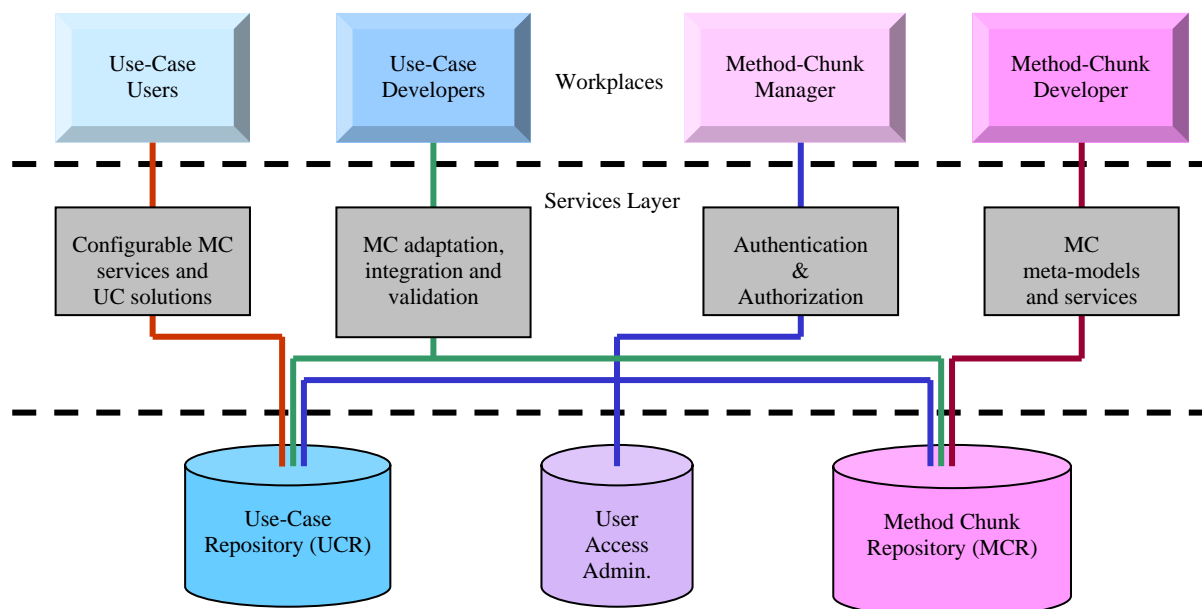 Use-Case
Users
Use-Case
Developers
Workplaces
Method-Chunk
Manager
Method-Chunk
Developer
Services Layer
Configurable MC
services and
UC solutions
MC adaptation,
integration and
validation
Authentication
&
Authorization
MC
meta-models
and services
Use-Case
Repository (UCR)
User
Access
Admin.
Method Chunk
Repository (MCR)